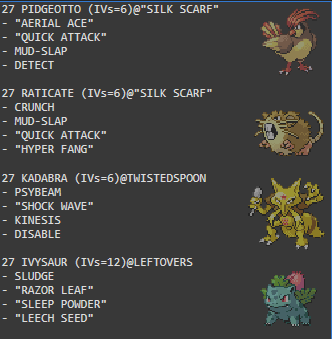 27 PIDGEOTTO (IVs=6)@"SILK SCARF"
- "AERIAL ACE"
- "QUICK ATTACK"
- MUD-SLAP
- DETECT
27 RATICATE (IVs=6)@"SILK SCARF"
- CRUNCH
- MUD-SLAP
- "QUICK ATTACK"
- "HYPER FANG"
27 KADABRA (IVs=6)@TWISTEDSPOON
- PSYBEAM
- "SHOCK WAVE"
- KINESIS
- DISABLE
27 IVYSAUR (IVs=12)@LEFTOVERS
- SLUDGE
- "RAZOR LEAF"
- "SLEEP POWDER"
- "LEECH SEED"